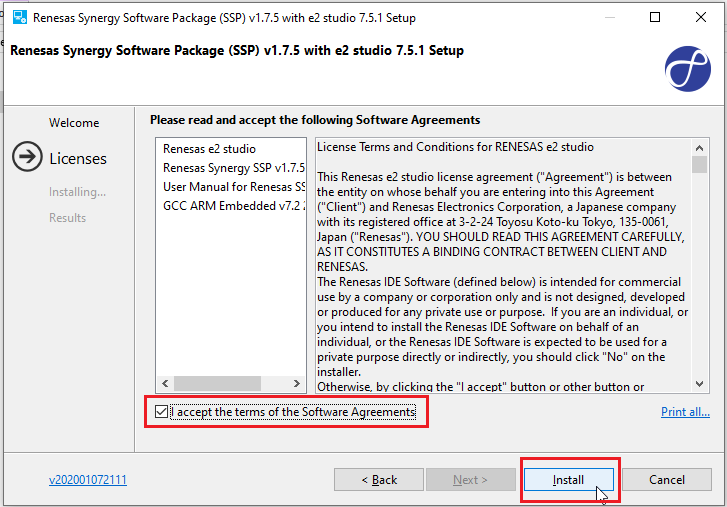 Renesas Synergy Software Package (SSP) v1.7.5 with e2 studio 7.5.1 Setup
Renesas Synergy Software Package (SSP) v1.7.5 with e2 studio 7.5.1 Setup
Welcome
Licenses
Installing...
Results
Please read and accept the following Software Agreements
Renesas e2 studio
Renesas Synergy SSP v1.7.5
User Manual for Renesas SS
GCC ARM Embedded v7.2
License Terms and Conditions for RENESAS e2 studio
This Renesas e2 studio license agreement ("Agreement") is between
the entity on whose behalf you are entering into this Agreement
("Client") and Renesas Electronics Corporation, a Japanese company
with its registered office at 3-2-24 Toyosu Koto-ku Tokyo, 135-0061,
Japan ("Renesas"). YOU SHOULD READ THIS AGREEMENT CAREFULLY,
AS IT CONSTITUTES A BINDING CONTRACT BETWEEN CLIENT AND
RENESAS.
The Renesas IDE Software (defined below) is intended for commercial
use by a company or corporation only and is not designed, developed
or produced for any private use or purpose.  If you are an individual, or
you intend to install the Renesas IDE Software on behalf of an
individual, or the Renesas IDE Software is expected to be used for a
private purpose directly or indirectly, you should click "No" on the
installer.
Otherwise, by clicking the "I accept" button or other button or
I accept the terms of the Software Agreements
Print all...
v202001072111
< Back
Next >
Install
Cancel